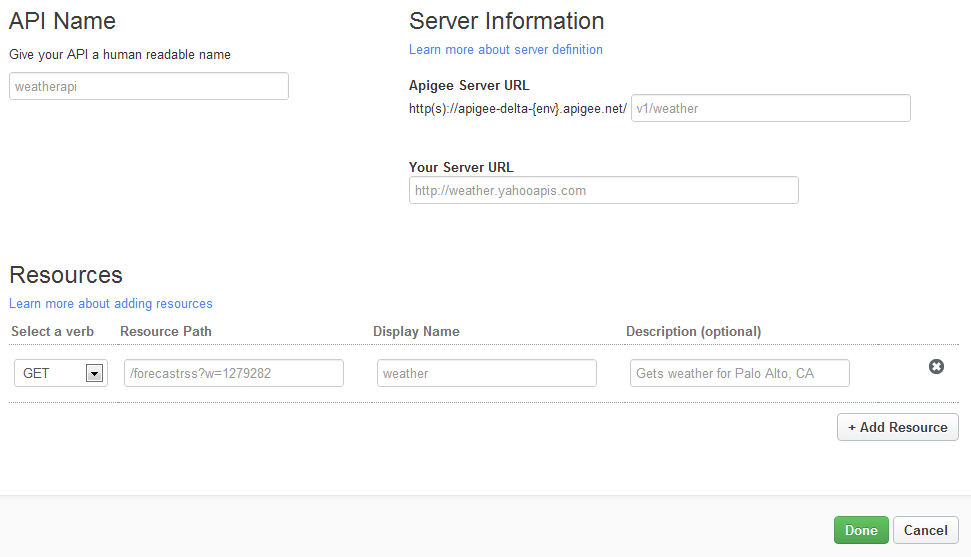 API Name
Give your API a human readable name
weatherapi
Server Information
Learn more about server definition
Apigee Server URL
http(s)://apigee-delta-{env}.apigee.net/ v1/weather
Your Server URL
http://weather.yahooapis.com
Resources
Learn more about adding resources
Select a verb Resource Path Display Name Description (optional)
GET /forecastrss?w=1279282 weather Gets weather for Palo Alto, CA
+ Add Resource
Done Cancel